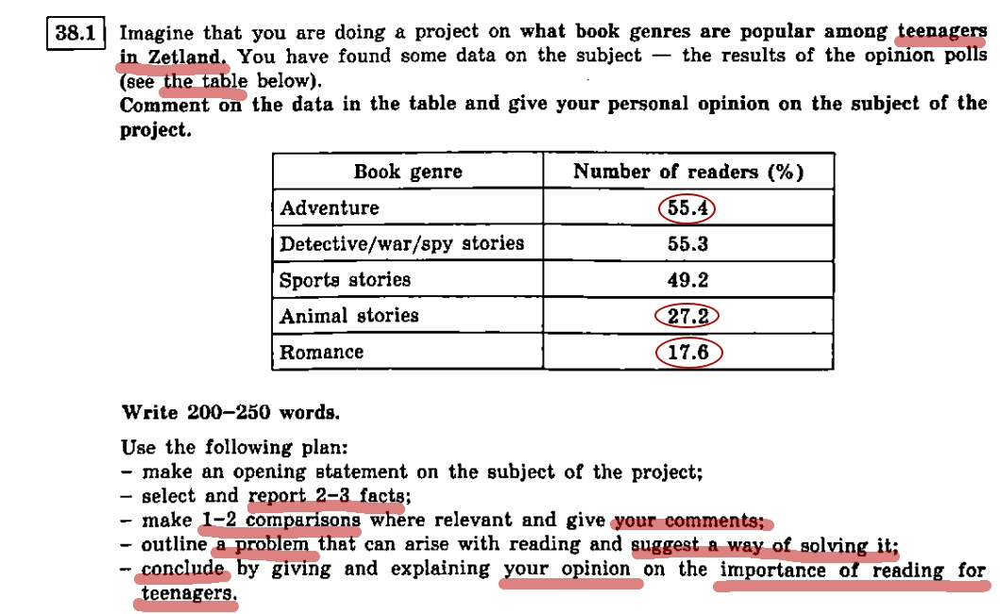 38.1 Imagine that you are doing a project on what book genres are popular among teenagers
in Zetland. You have found some data on the subject — the results of the opinion polls
(see the table below).
Comment on the data in the table and give your personal opinion on the subject of the
project.
Book genre Number of readers (%)
Adventure 55.4
Detective/war/spy stories 55.3
Sports stories 49.2
Animal stories 27.2
Romance 17.6
Write 200–250 words.
Use the following plan:
– make an opening statement on the subject of the project;
– select and report 2–3 facts;
– make 1–2 comparisons where relevant and give your comments;
– outline a problem that can arise with reading and suggest a way of solving it;
– conclude by giving and explaining your opinion on the importance of reading for
teenagers.